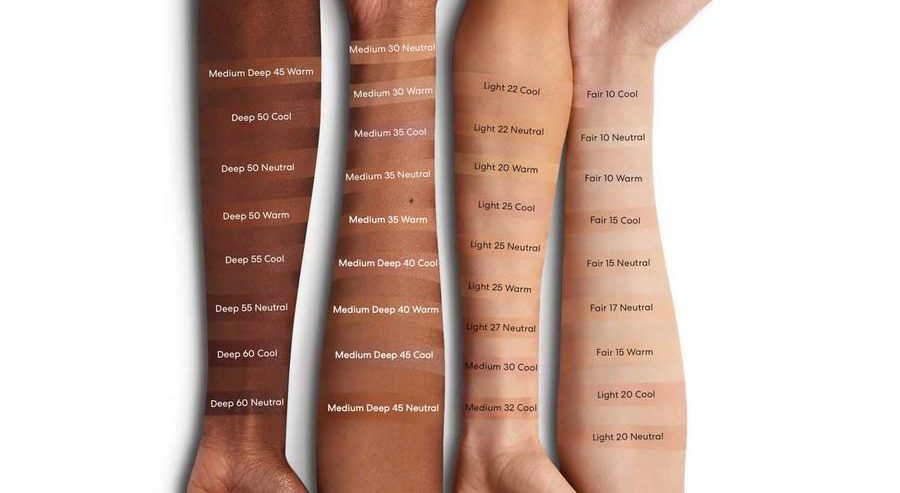 Medium Deep 45 Warm
Deep 50 Cool
Deep 50 Neutral
Deep 50 Warm
Deep 55 Cool
Deep 55 Neutral
Deep 60 Cool
Deep 60 Neutral
Medium 30 Neutral
Medium 30 Warm
Medium 35 Cool
Medium 35 Neutral
Medium 35 Warm
Medium Deep 40 Cool
Medium Deep 40 Warm
Medium Deep 45 Cool
Medium Deep 45 Neutral
Light 22 Cool
Light 22 Neutral
Light 20 Warm
Light 25 Cool
Light 25 Neutral
Light 25 Warm
Light 27 Neutral
Medium 30 Cool
Medium 32 Cool
Fair 10 Cool
Fair 10 Neutral
Fair 10 Warm
Fair 15 Cool
Fair 15 Neutral
Fair 17 Neutral
Fair 15 Warm
Light 20 Cool
Light 20 Neutral